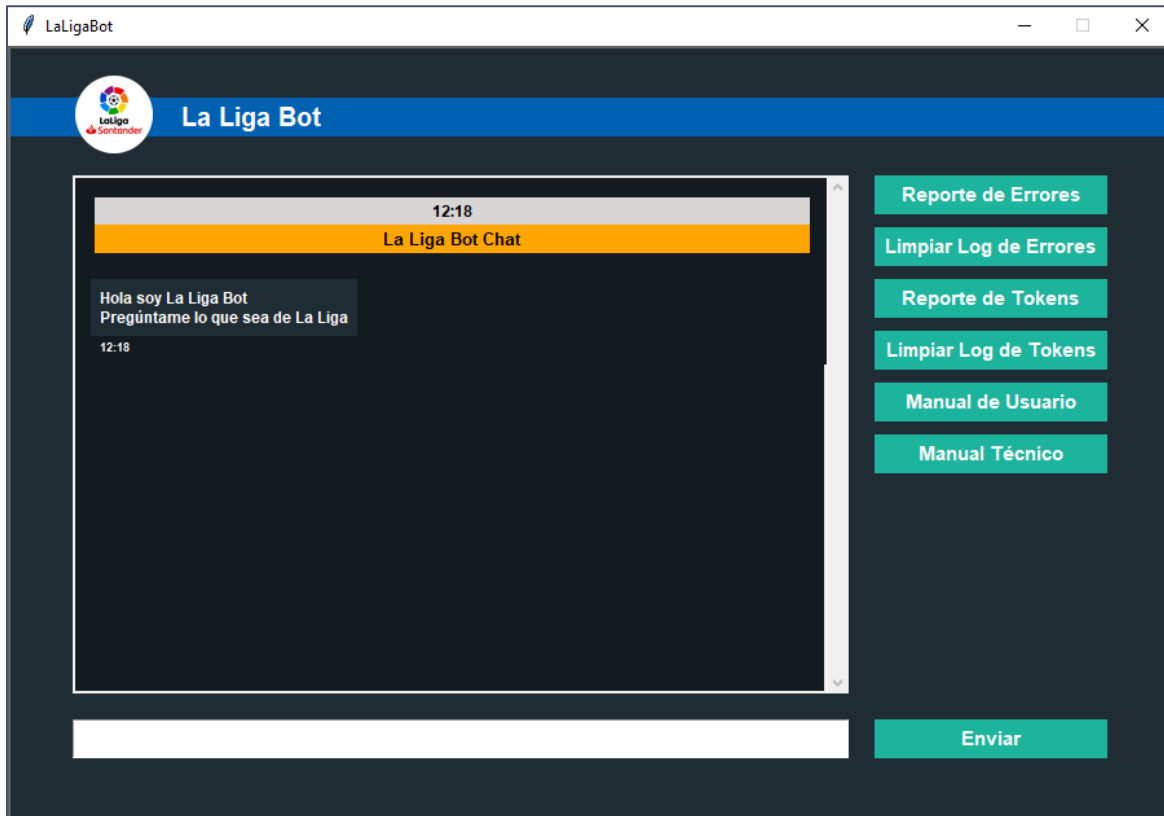 LaLigaBot
LaLiga
Santander
La Liga Bot
12:18
La Liga Bot Chat
Hola soy La Liga Bot
Pregúntame lo que sea de La Liga
12:18
Reporte de Errores
Limpiar Log de Errores
Reporte de Tokens
Limpiar Log de Tokens
Manual de Usuario
Manual Técnico
Enviar